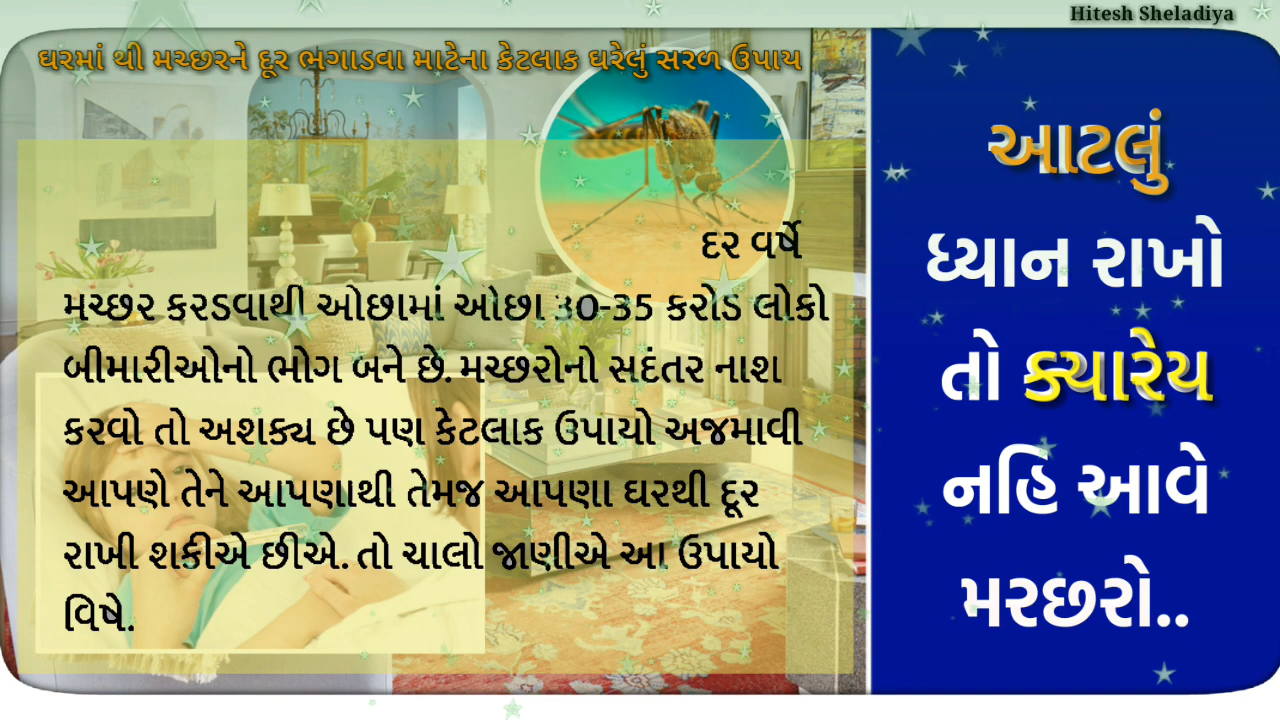 Hitesh Sheladiya
ઘરમાં થી મચ્છરને દૂર ભગાડવા માટેના કેટલાક ઘરેલું સરળ ઉપાય
દર વર્ષે
મચ્છર કરડવાથી ઓછામાં ઓછા 30-35 કરોડ લોકો
બીમારીઓનો ભોગ બને છે. મચ્છરોનો સદંતર નાશ
કરવો તો અશક્ય છે પણ કેટલાક ઉપાયો અજમાવી
આપણે તેને આપણાથી તેમજ આપણા ઘરથી દૂર
રાખી શકીએ છીએ. તો ચાલો જાણીએ આ ઉપાયો
વિષે.
આટલું
ધ્યાન રાખો
તો ક્યારેય
નહિ આવે
મરછરો..